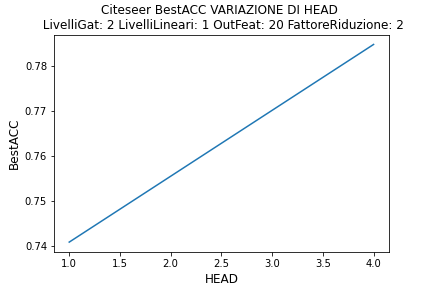 Citeseer BestACC VARIAZIONE DI HEAD
LivelliGat: 2 LivelliLineari: 1 OutFeat: 20 FattoreRiduzione: 2
0.78
0.77
0.76
0.75
0.74
BestACC
1.0 1.5 2.0 2.5 3.0 3.5 4.0
HEAD